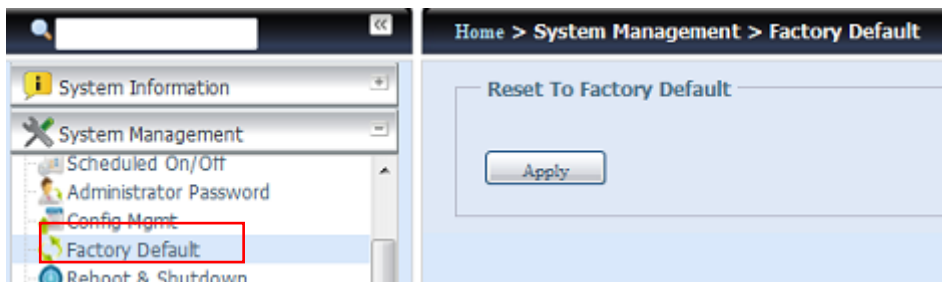 Home > System Management > Factory Default
System Information
System Management
Scheduled On/Off
Administrator Password
Config Mgmt
Factory Default
Reboot & Shutdown
Reset To Factory Default
Apply